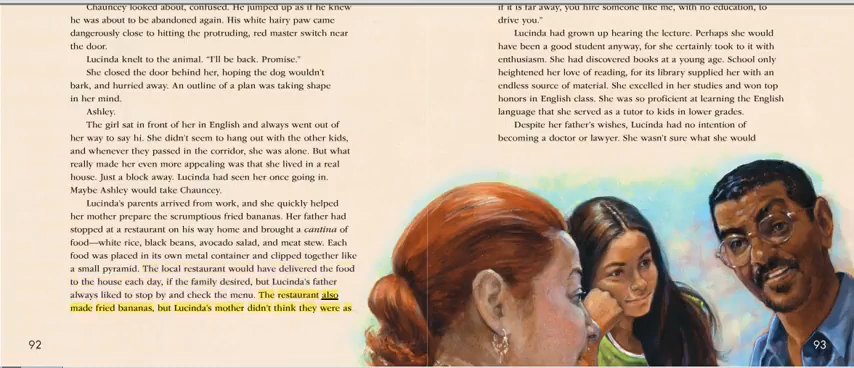 Chauncey looked about, confused. He jumped up as if he knew
he was about to be abandoned again. His white hairy paw came
dangerously close to hitting the protruding, red master switch near
the door.
Lucinda knelt to the animal. "I'll be back. Promise."
She closed the door behind her, hoping the dog wouldn't
bark, and hurried away. An outline of a plan was taking shape
in her mind.
Ashley.
The girl sat in front of her in English and always went out of
her way to say hi. She didn't seem to hang out with the other kids,
and whenever they passed in the corridor, she was alone. But what
really made her even more appealing was that she lived in a real
house. Just a block away. Lucinda had seen her once going in.
Maybe Ashley would take Chauncey.
Lucinda's parents arrived from work, and she quickly helped
her mother prepare the scrumptious fried bananas. Her father had
stopped at a restaurant on his way home and brought a cantina of
food—white rice, black beans, avocado salad, and meat stew. Each
food was placed in its own metal container and clipped together like
a small pyramid. The local restaurant would have delivered the food
to the house each day, if the family desired, but Lucinda's father
always liked to stop by and check the menu. The restaurant also
made fried bananas, but Lucinda's mother didn't think they were as
92
if it is far away, you hire someone like me, with no education, to
drive you."
Lucinda had grown up hearing the lecture. Perhaps she would
have been a good student anyway, for she certainly took to it with
enthusiasm. She had discovered books at a young age. School only
heightened her love of reading, for its library supplied her with an
endless source of material. She excelled in her studies and won top
honors in English class. She was so proficient at learning the English
language that she served as a tutor to kids in lower grades.
Despite her father's wishes, Lucinda had no intention of
becoming a doctor or lawyer. She wasn't sure what she would
93